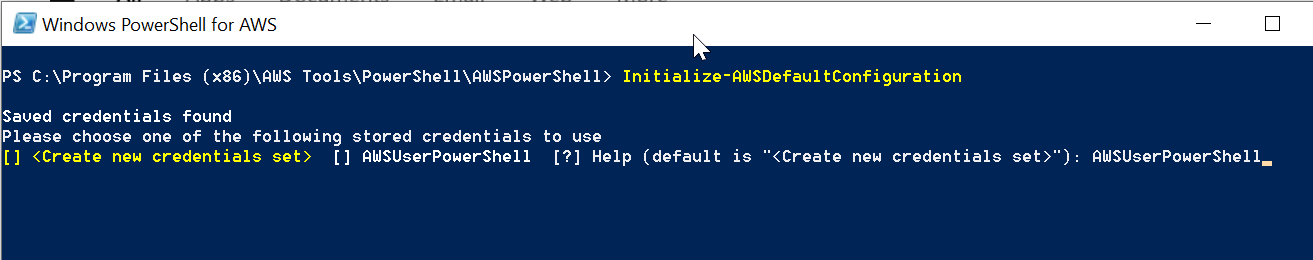 Windows PowerShell for AWS
PS C:\Program Files (x86)\AWS Tools\PowerShell\AWSPowerShell> Initialize-AWSDefaultConfiguration
Saved credentials found
Please choose one of the following stored credentials to use
[] <Create new credentials set>  [] AWSUserPowerShell  [?] Help (default is "<Create new credentials set>"): AWSUserPowerShell